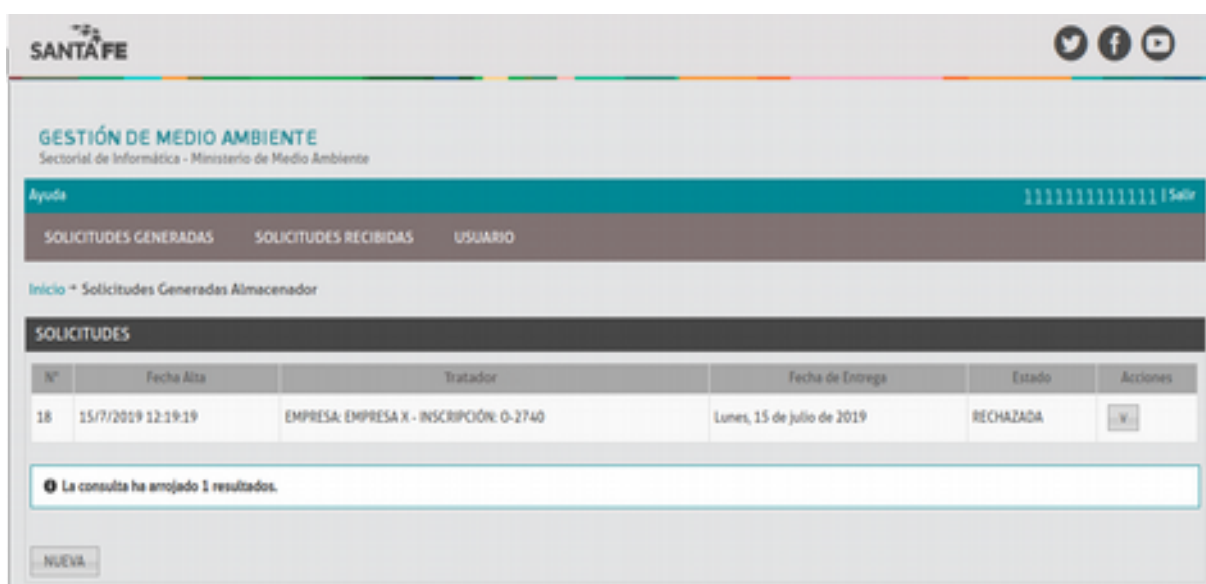 SANTA FE
GESTIÓN DE MEDIO AMBIENTE
Sectorial de Informática - Ministerio de Medio Ambiente
Ayuda 1111111111111 | Salir
SOLICITUDES GENERADAS SOLICITUDES RECIBIDAS USUARIO
Inicio → Solicitudes Generadas Almacenador
SOLICITUDES
N° Fecha Alta Tratador Fecha de Entrega Estado Acciones
18 15/7/2019 12:19:19 EMPRESA: EMPRESA X - INSCRIPCIÓN: O-2740 Lunes, 15 de julio de 2019 RECHAZADA V
La consulta ha arrojado 1 resultados.
NUEVA